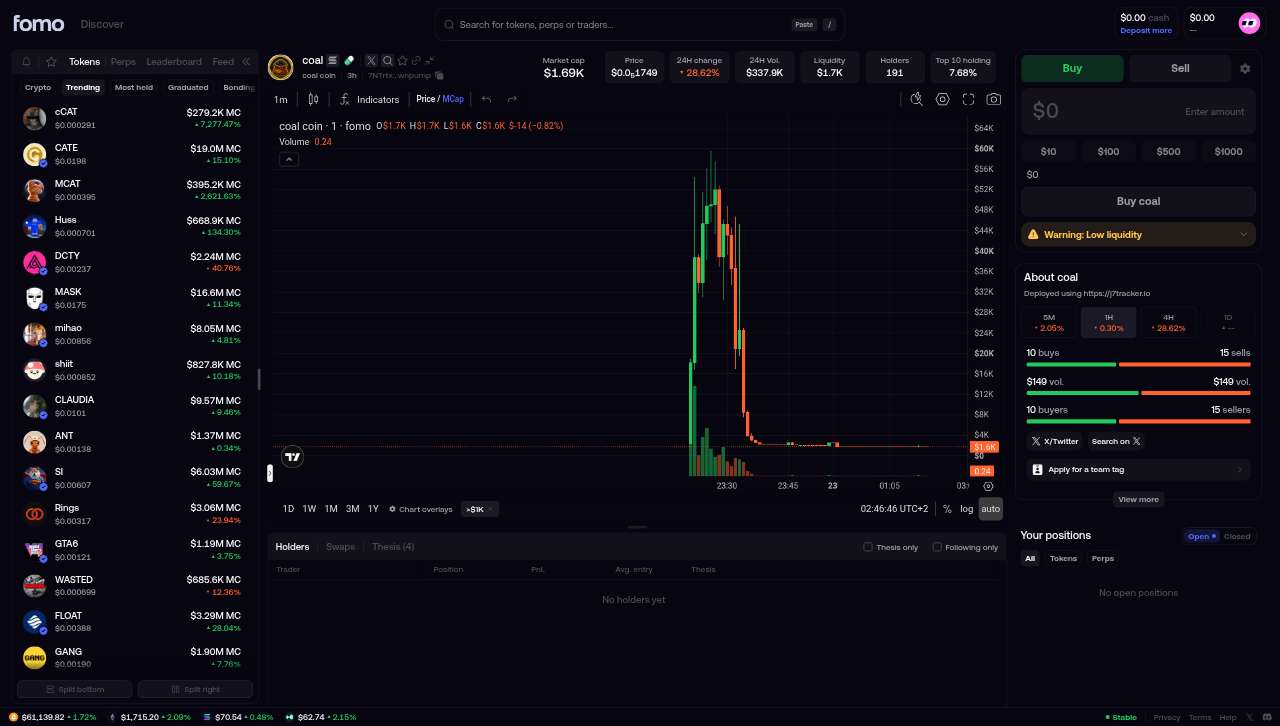 fomo Discover
Search for tokens, perps or traders... Paste /
$0.00 cash
Deposit more
$0.00
—
Tokens Perps Leaderboard Feed
Crypto Trending Most held Graduated Bonding
cCAT $279.2K MC
$0.000291 7,277.47%
CATE $19.0M MC
$0.0198 15.10%
MCAT $395.2K MC
$0.000395 2,621.63%
Huss $668.9K MC
$0.000701 134.30%
DCTY $2.24M MC
$0.00237 40.76%
MASK $16.6M MC
$0.0175 11.34%
mihao $8.05M MC
$0.00856 4.81%
shiit $827.8K MC
$0.000852 10.18%
CLAUDIA $9.57M MC
$0.0101 9.46%
ANT $1.37M MC
$0.00138 0.34%
SI $6.03M MC
$0.00607 59.67%
Rings $3.06M MC
$0.00317 23.94%
GTA6 $1.19M MC
$0.00121 3.75%
WASTED $685.6K MC
$0.000699 12.36%
FLOAT $3.29M MC
$0.00388 28.04%
GANG $1.90M MC
$0.00190 7.76%
Split bottom Split right
coal
coal coin 3h 7NTrtx...wnpump
Market cap
$1.69K
Price
$0.0₅1749
24H change
28.62%
24H Vol.
$337.9K
Liquidity
$1.7K
Holders
191
Top 10 holding
7.68%
1m Indicators Price / MCap
coal coin · 1 · fomo O$1.7K H$1.7K L$1.6K C$1.6K $-14 (−0.82%)
Volume 0.24
$64K
$60K
$56K
$52K
$48K
$44K
$40K
$36K
$32K
$28K
$24K
$20K
$16K
$12K
$8K
$4K
$1.6K
$0
0.24
23:30 23:45 23 01:05 03:
1D 1W 1M 3M 1Y Chart overlays >$1K 02:46:46 UTC+2 % log auto
Holders Swaps Thesis (4) Thesis only Following only
Trader Position PnL Avg. entry Thesis
No holders yet
Buy Sell
$0 Enter amount
$10 $100 $500 $1000
$0
Buy coal
Warning: Low liquidity
About coal
Deployed using https://j7tracker.io
5M 1H 4H 1D
2.05% 0.30% 28.62% --
10 buys 15 sells
$149 vol. $149 vol.
10 buyers 15 sellers
X/Twitter Search on X
Apply for a team tag
View more
Your positions Open Closed
All Tokens Perps
No open positions
$61,139.82 1.72% $1,715.20 2.09% $70.54 0.48% $62.74 2.15% Stable Privacy Terms Help